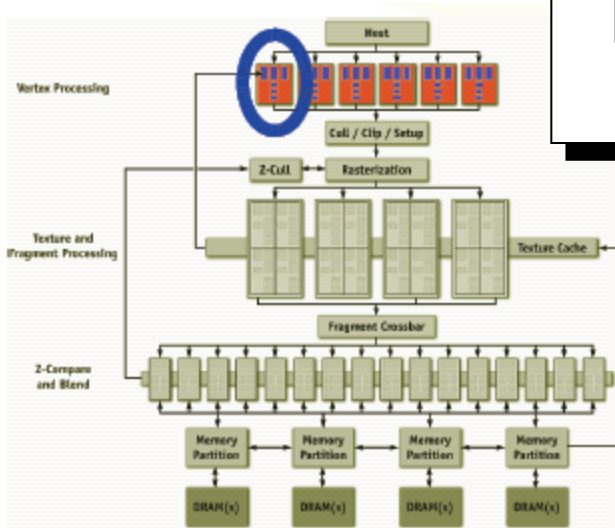 Host
Vertex Processing
Cull / Clip / Setup
Z-Cull
Rasterization
Texture and
Fragment Processing
Texture Cache
Fragment Crossbar
Z-Compare
and Blend
Memory
Partition
Memory
Partition
Memory
Partition
Memory
Partition
DRAM(s)
DRAM(s)
DRAM(s)
DRAM(s)